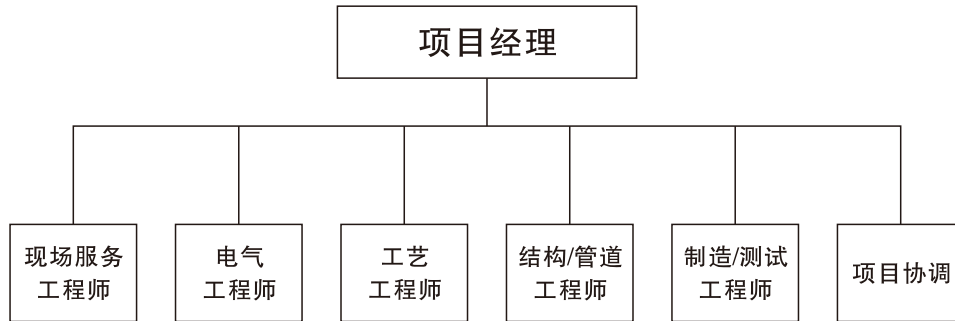 项目经理
现场服务
工程师
电气
工程师
工艺
工程师
结构/管道
工程师
制造/测试
工程师
项目协调